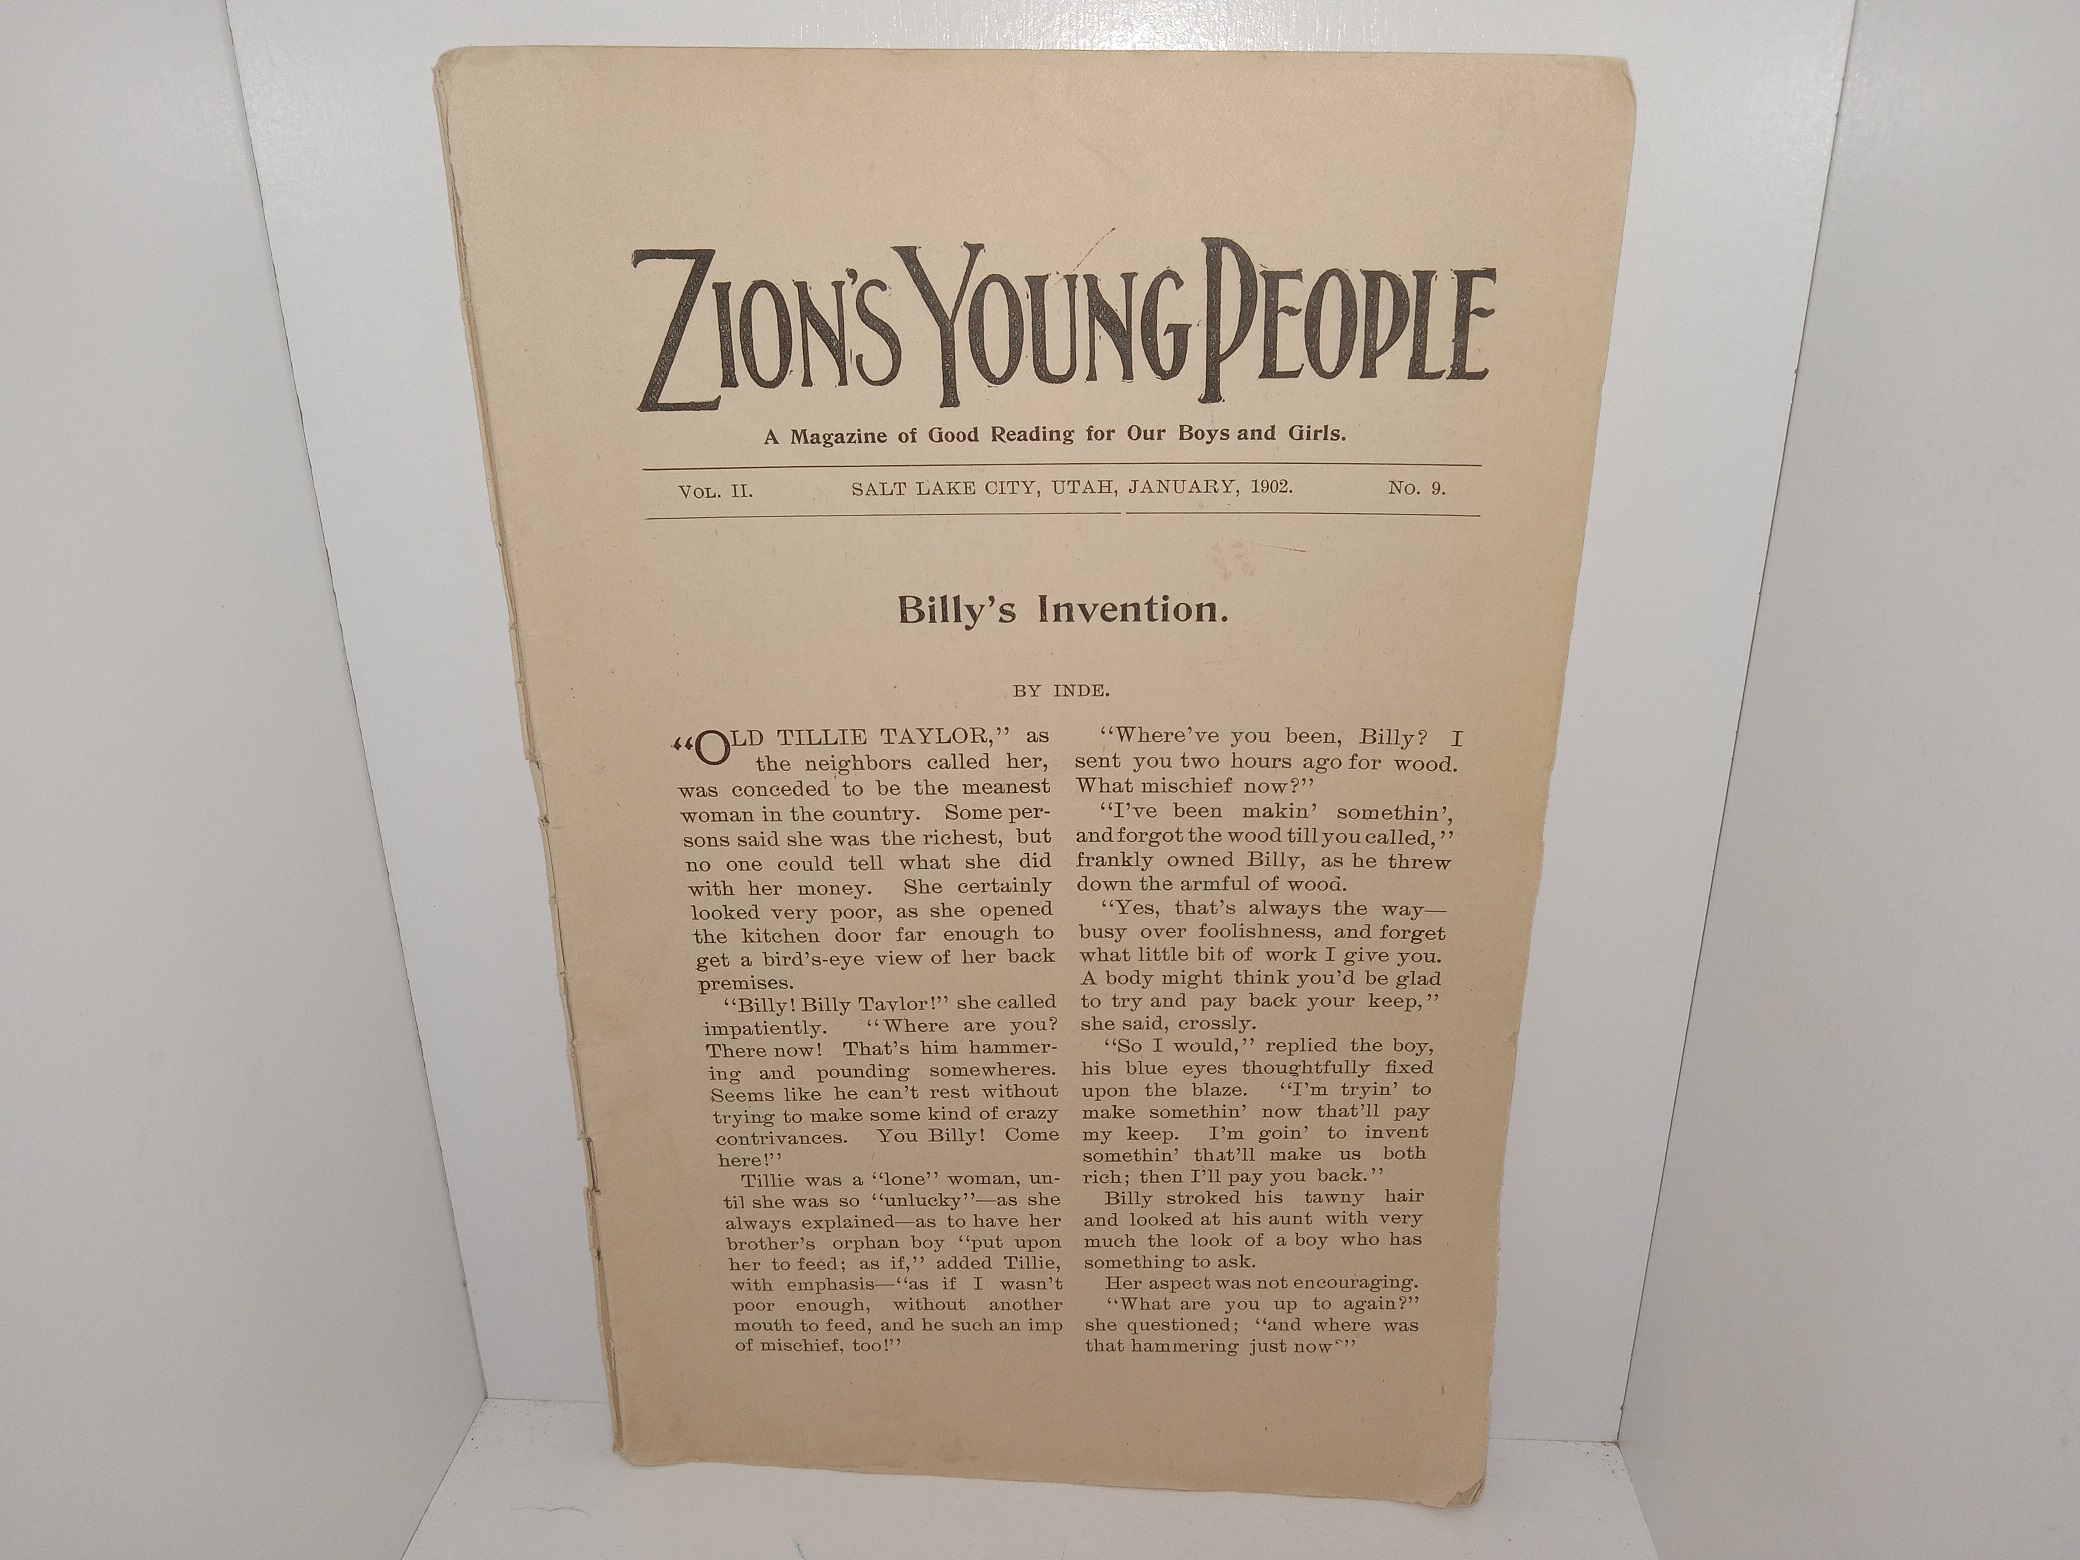 ZION'S YOUNG PEOPLE
A Magazine of Good Reading for Our Boys and Girls.
VOL. II. SALT LAKE CITY, UTAH, JANUARY, 1902. No. 9.
Billy's Invention.
BY INDE.
“OLD TILLIE TAYLOR,” as
the neighbors called her,
was conceded to be the meanest
woman in the country. Some per-
sons said she was the richest, but
no one could tell what she did
with her money. She certainly
looked very poor, as she opened
the kitchen door far enough to
get a bird's-eye view of her back
premises.
“Billy! Billy Taylor!” she called
impatiently. “Where are you?
There now! That's him hammer-
ing and pounding somewheres.
Seems like he can't rest without
trying to make some kind of crazy
contrivances. You Billy! Come
here!”
Tillie was a “lone” woman, un-
til she was so “unlucky”—as she
always explained—as to have her
brother's orphan boy “put upon
her to feed; as if,” added Tillie,
with emphasis—“as if I wasn't
poor enough, without another
mouth to feed, and he such an imp
of mischief, too!”
“Where've you been, Billy? I
sent you two hours ago for wood.
What mischief now?”
“I've been makin' somethin',
and forgot the wood till you called,”
frankly owned Billy, as he threw
down the armful of wood.
“Yes, that's always the way—
busy over foolishness, and forget
what little bit of work I give you.
A body might think you'd be glad
to try and pay back your keep,”
she said, crossly.
“So I would,” replied the boy,
his blue eyes thoughtfully fixed
upon the blaze. “I'm tryin' to
make somethin' now that'll pay
my keep. I'm goin' to invent
somethin' that'll make us both
rich; then I'll pay you back.”
Billy stroked his tawny hair
and looked at his aunt with very
much the look of a boy who has
something to ask.
Her aspect was not encouraging.
“What are you up to again?”
she questioned; “and where was
that hammering just now?”